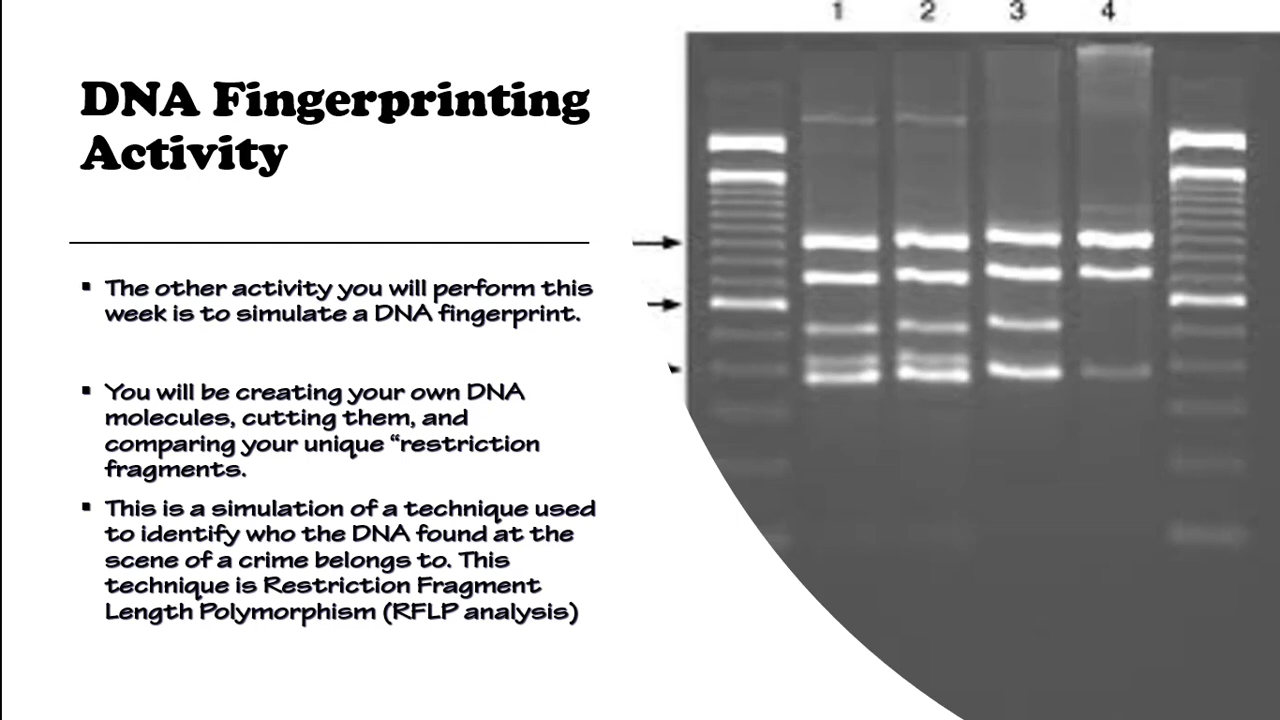 1 2 3 4
DNA Fingerprinting
Activity
▪ The other activity you will perform this
week is to simulate a DNA fingerprint.
▪ You will be creating your own DNA
molecules, cutting them, and
comparing your unique “restriction
fragments.
▪ This is a simulation of a technique used
to identify who the DNA found at the
scene of a crime belongs to. This
technique is Restriction Fragment
Length Polymorphism (RFLP analysis)